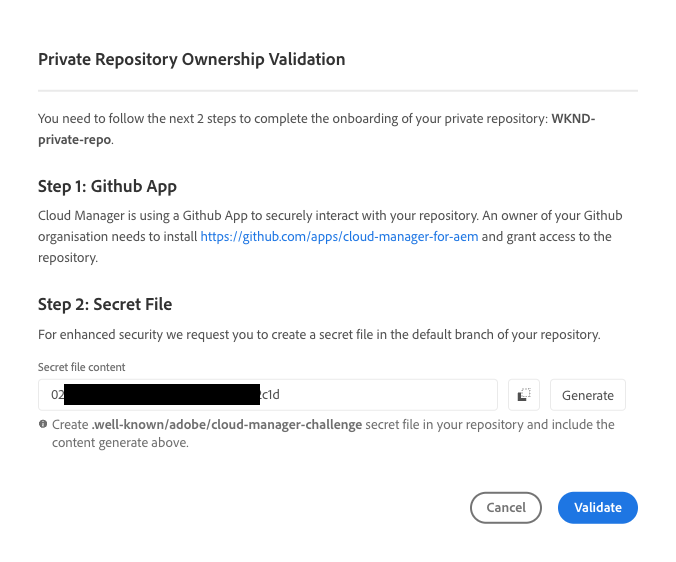 Private Repository Ownership Validation
You need to follow the next 2 steps to complete the onboarding of your private repository: WKND-
private-repo.
Step 1: Github App
Cloud Manager is using a Github App to securely interact with your repository. An owner of your Github
organisation needs to install https://github.com/apps/cloud-manager-for-aem and grant access to the
repository.
Step 2: Secret File
For enhanced security we request you to create a secret file in the default branch of your repository.
Secret file content
02 c1d
Generate
Create .well-known/adobe/cloud-manager-challenge secret file in your repository and include the
content generate above.
Cancel
Validate